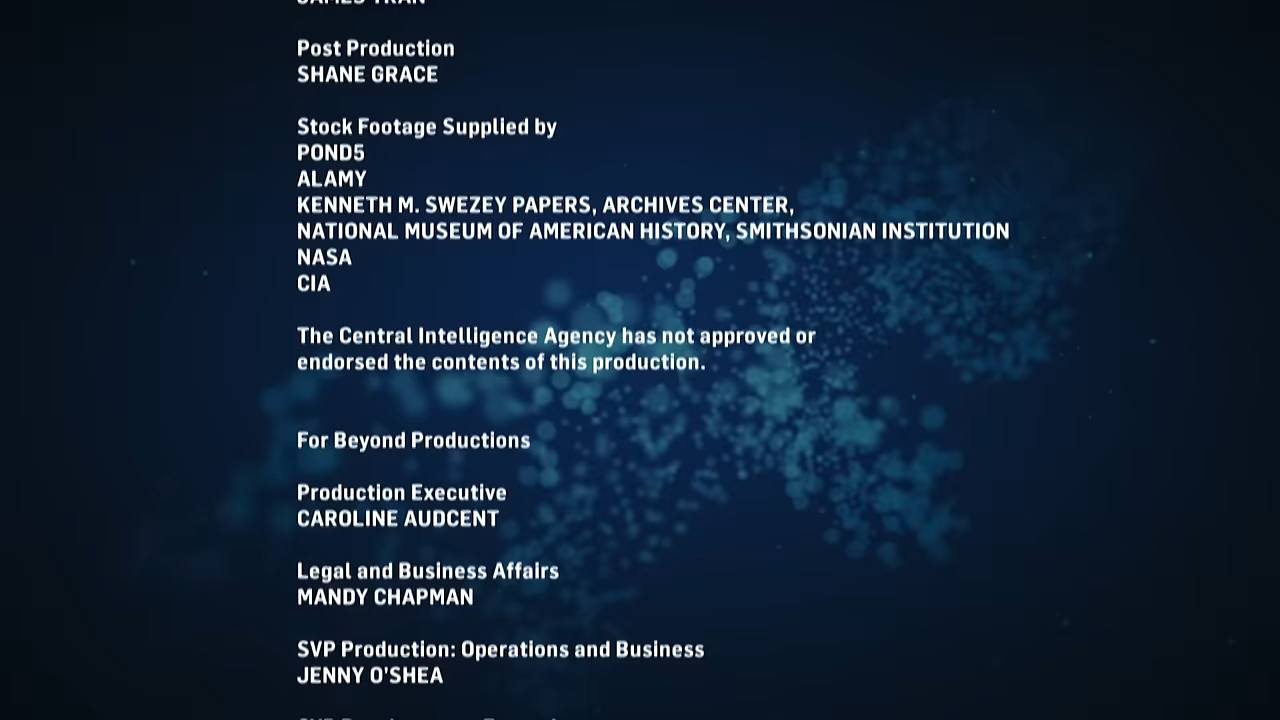 JAMES TRAN
Post Production
SHANE GRACE
Stock Footage Supplied by
POND5
ALAMY
KENNETH M. SWEZEY PAPERS, ARCHIVES CENTER,
NATIONAL MUSEUM OF AMERICAN HISTORY, SMITHSONIAN INSTITUTION
NASA
CIA
The Central Intelligence Agency has not approved or
endorsed the contents of this production.
For Beyond Productions
Production Executive
CAROLINE AUDCENT
Legal and Business Affairs
MANDY CHAPMAN
SVP Production: Operations and Business
JENNY O'SHEA